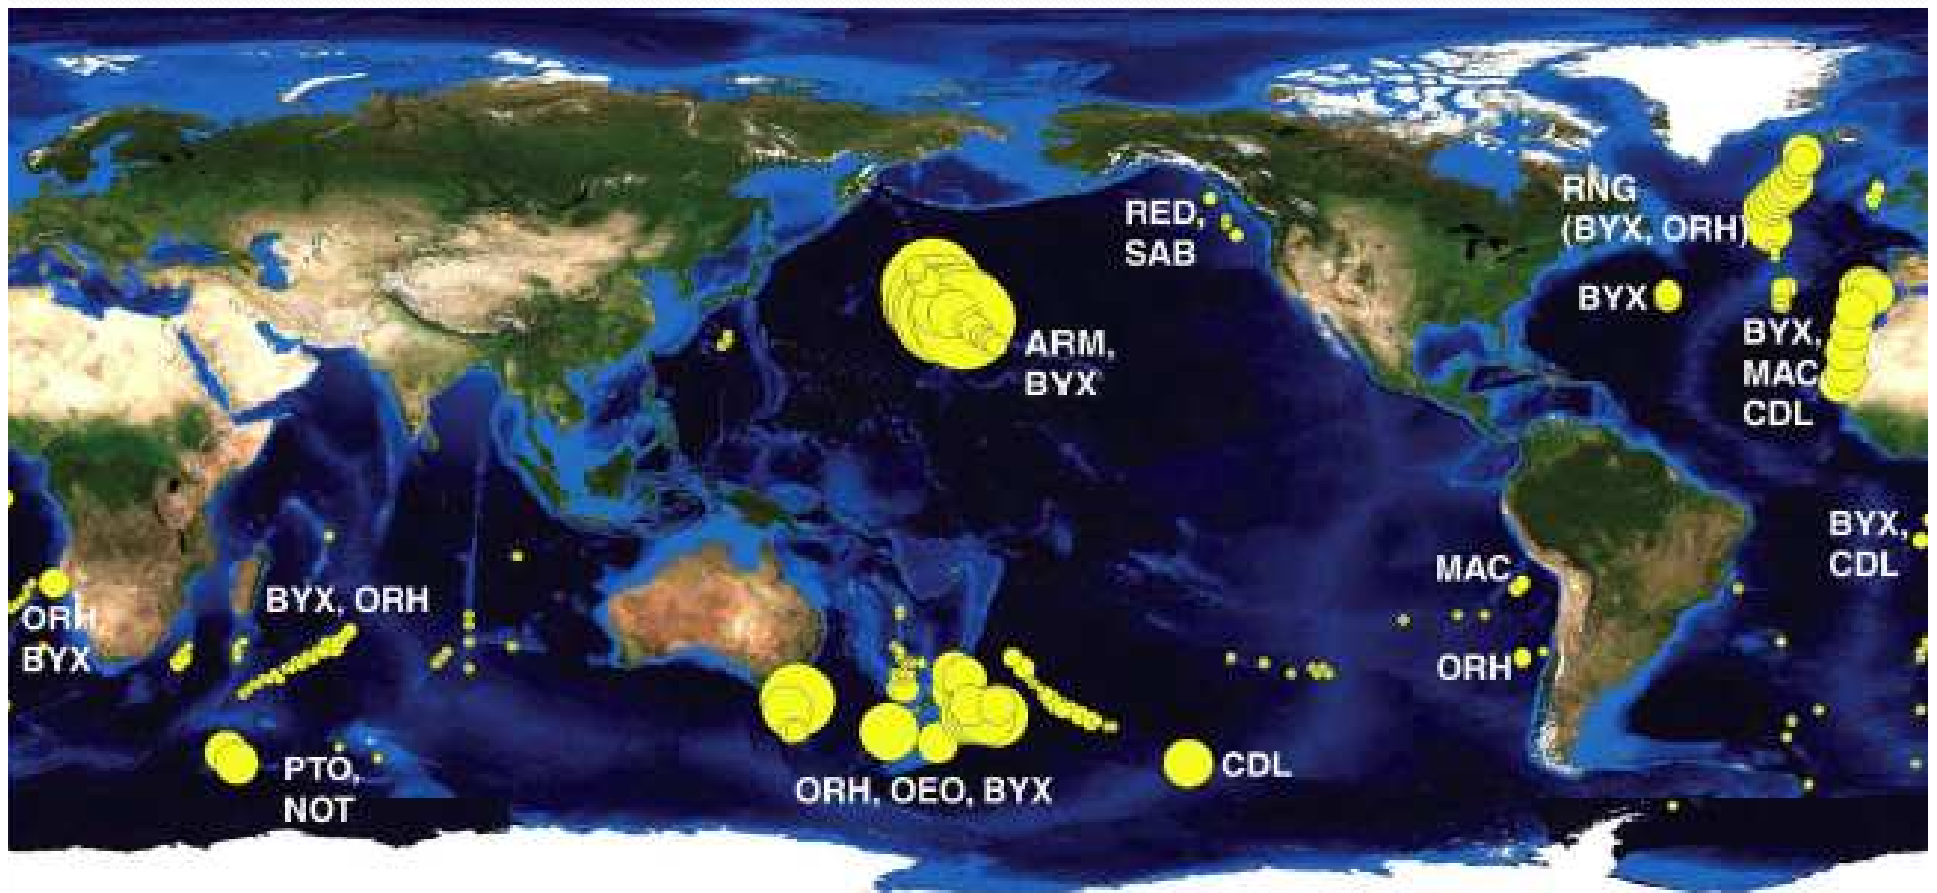 RNG
(BYX, ORH)
RED,
SAB
BYX
ARM,
BYX
BYX,
MAC
CDL
BYX,
CDL
MAC
BYX, ORH
ORH
BYX
ORH
PTO,
NOT
CDL
ORH, OEO, BYX